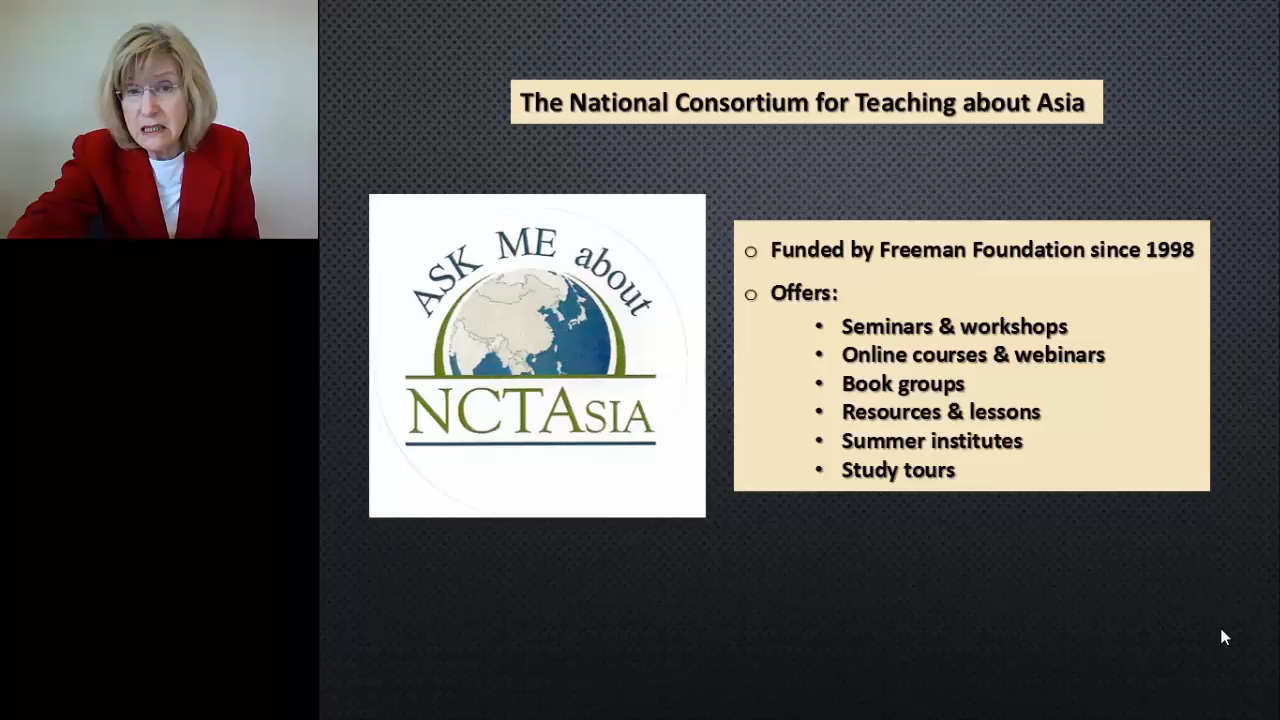 The National Consortium for Teaching about Asia
ASK ME about
NCTASIA
Funded by Freeman Foundation since 1998
Offers:
Seminars & workshops
Online courses & webinars
Book groups
Resources & lessons
Summer institutes
Study tours